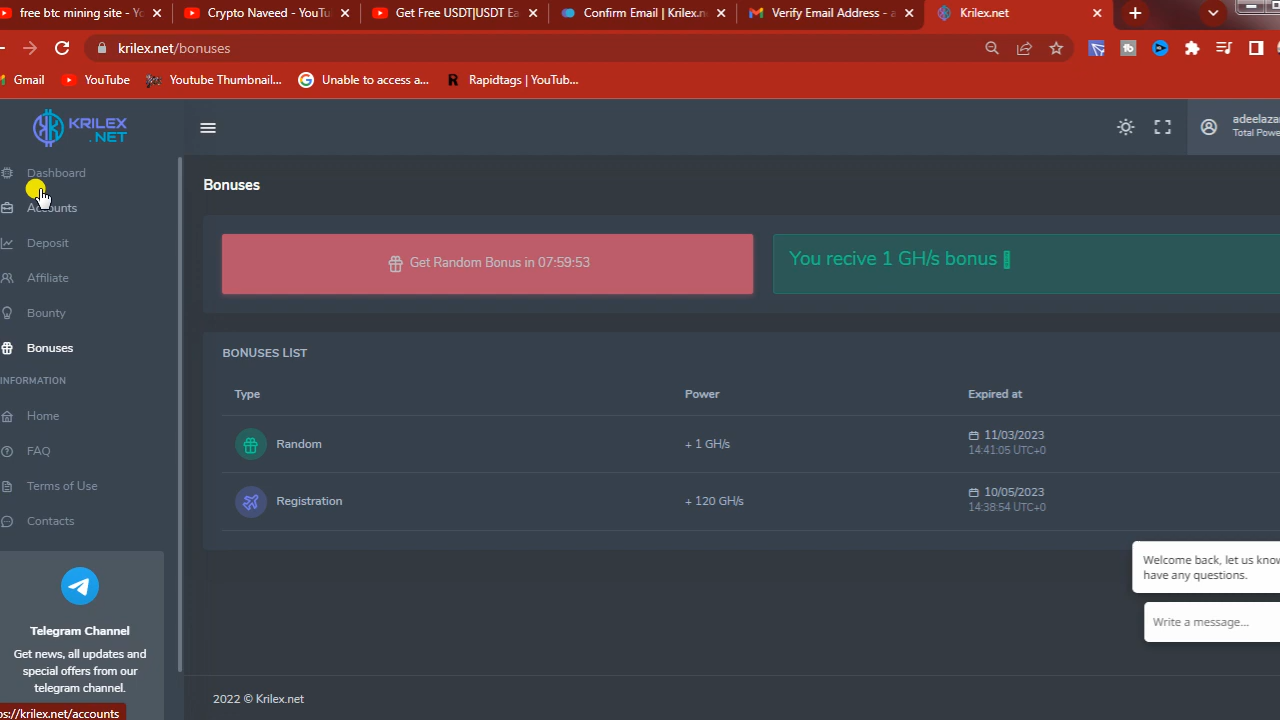 free btc mining site - Yo
Crypto Naveed - YouTu
Get Free USDT|USDT Ea
Confirm Email | Krilex.n
Verify Email Address - a
Krilex.net
krilex.net/bonuses
Gmail
YouTube
Youtube Thumbnail...
Unable to access a...
Rapidtags | YouTub...
KRILEX
.NET
adeelazar
Total Powe
Dashboard
Accounts
Deposit
Affiliate
Bounty
Bonuses
INFORMATION
Home
FAQ
Terms of Use
Contacts
Telegram Channel
Get news, all updates and
special offers from our
telegram channel.
ps://krilex.net/accounts
Bonuses
Get Random Bonus in 07:59:53
You recive 1 GH/s bonus
BONUSES LIST
Type Power Expired at
Random + 1 GH/s 11/03/2023
14:41:05 UTC+0
Registration + 120 GH/s 10/05/2023
14:38:54 UTC+0
Welcome back, let us know
have any questions.
Write a message...
2022 © Krilex.net